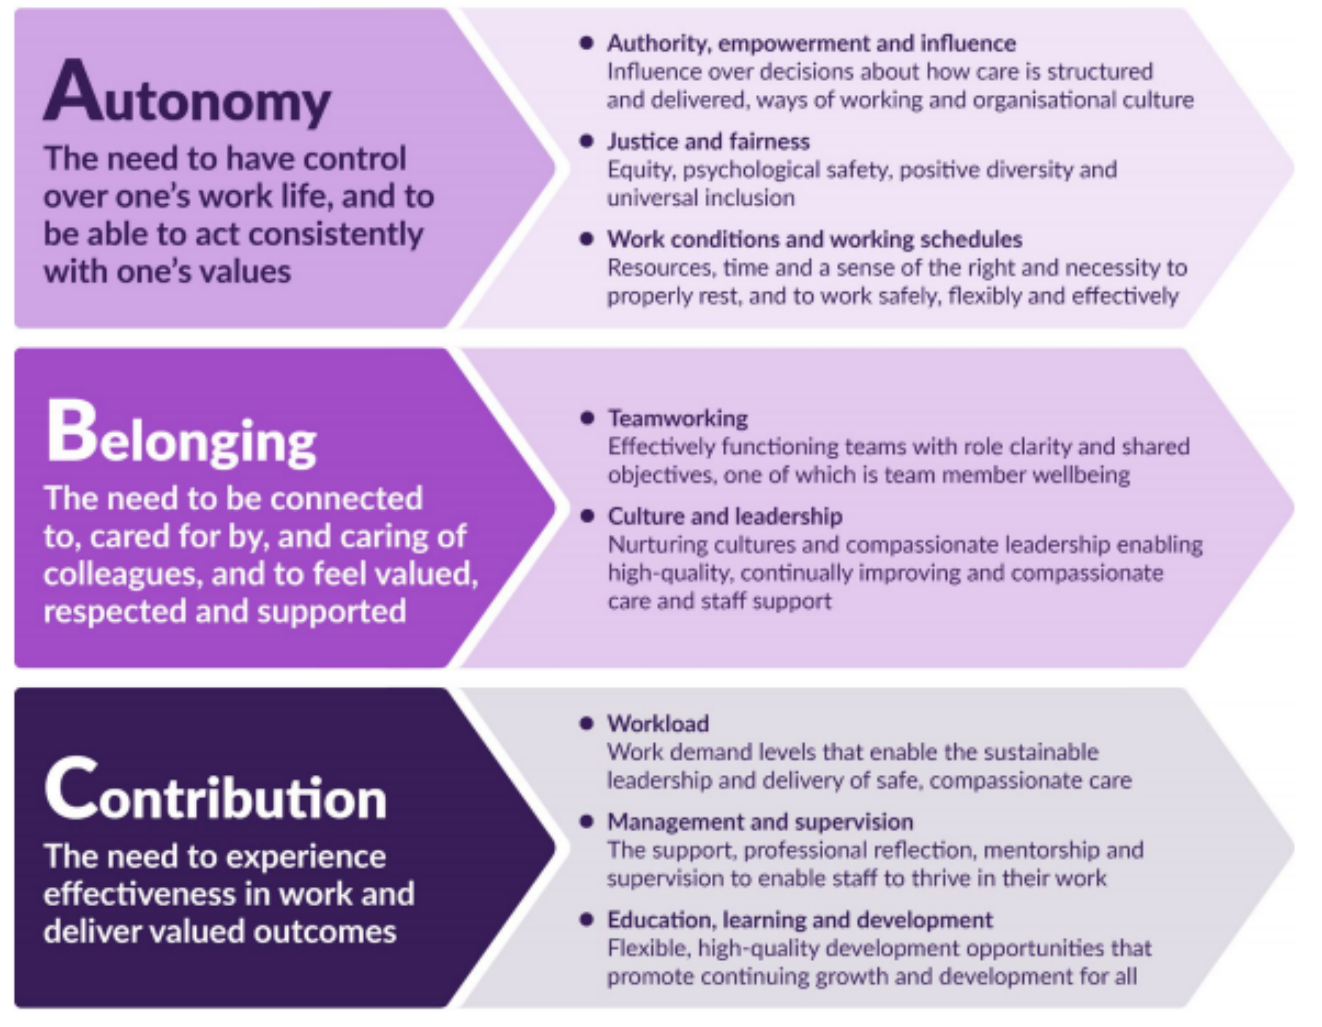 Autonomy
The need to have control
over one’s work life, and to
be able to act consistently
with one’s values
● Authority, empowerment and influence
Influence over decisions about how care is structured
and delivered, ways of working and organisational culture
● Justice and fairness
Equity, psychological safety, positive diversity and
universal inclusion
● Work conditions and working schedules
Resources, time and a sense of the right and necessity to
properly rest, and to work safely, flexibly and effectively
Belonging
The need to be connected
to, cared for by, and caring of
colleagues, and to feel valued,
respected and supported
● Teamworking
Effectively functioning teams with role clarity and shared
objectives, one of which is team member wellbeing
● Culture and leadership
Nurturing cultures and compassionate leadership enabling
high-quality, continually improving and compassionate
care and staff support
Contribution
The need to experience
effectiveness in work and
deliver valued outcomes
● Workload
Work demand levels that enable the sustainable
leadership and delivery of safe, compassionate care
● Management and supervision
The support, professional reflection, mentorship and
supervision to enable staff to thrive in their work
● Education, learning and development
Flexible, high-quality development opportunities that
promote continuing growth and development for all